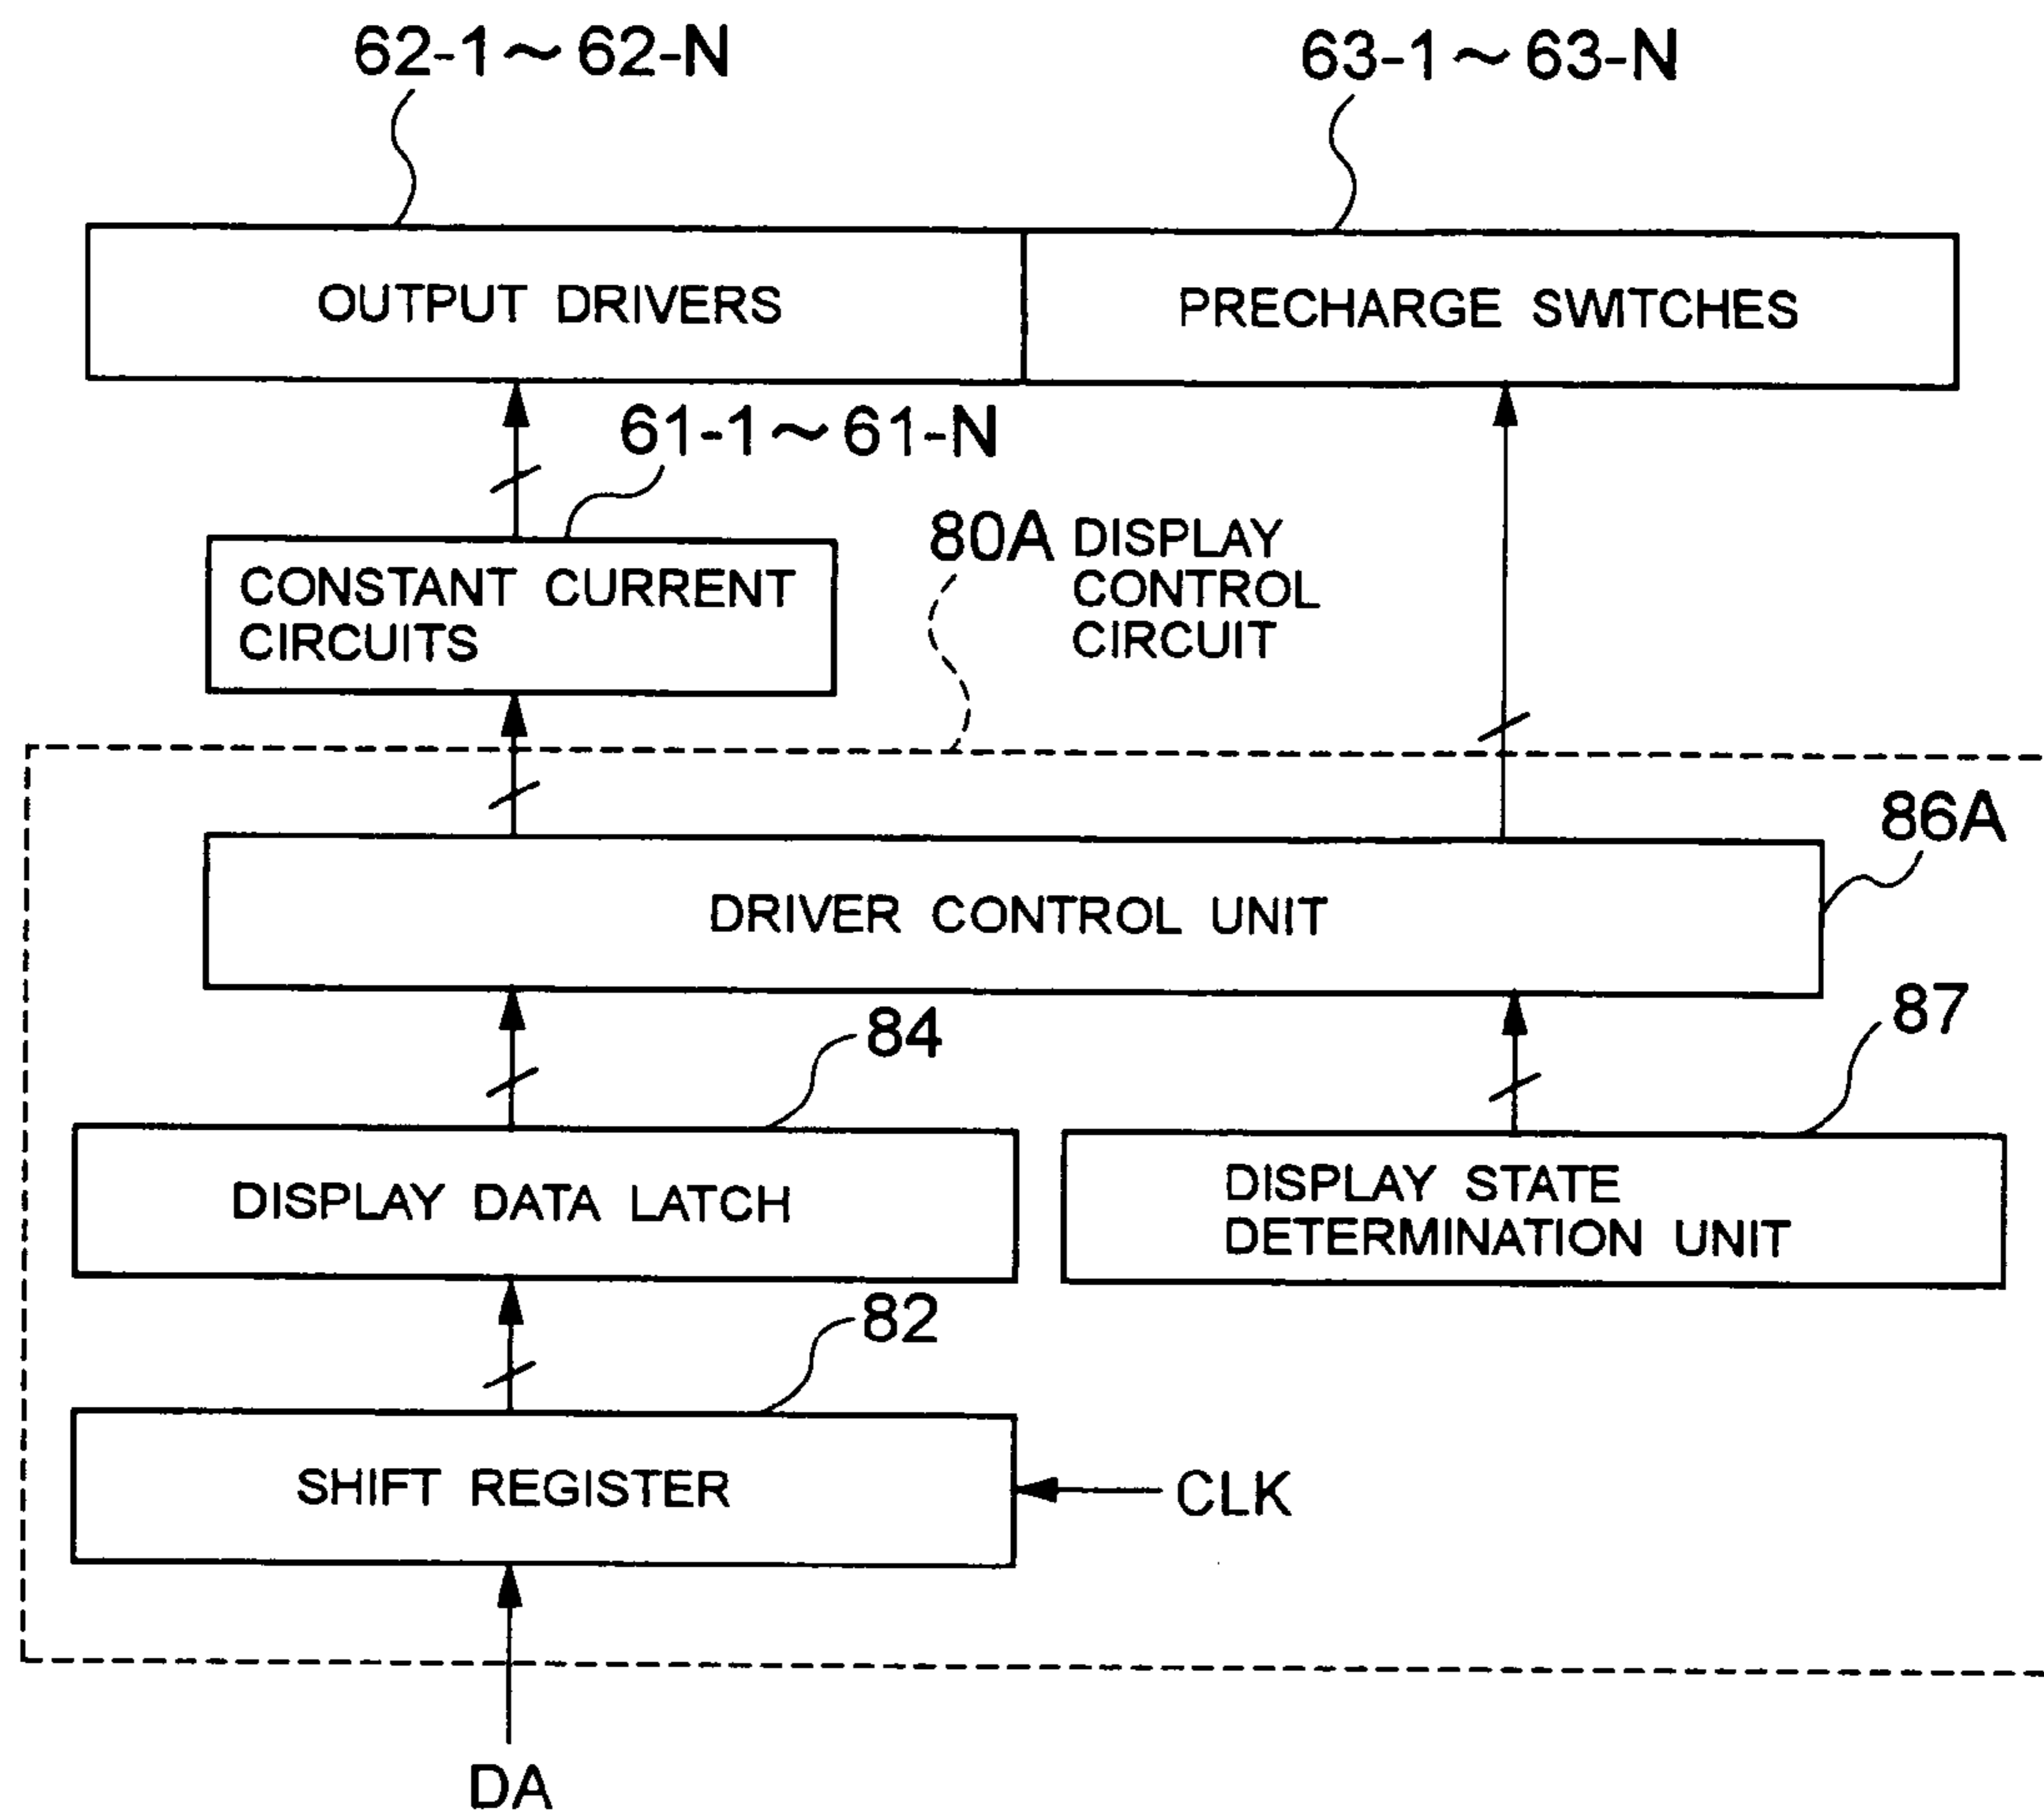 62-1～62-N
63-1～63-N
OUTPUT DRIVERS
PRECHARGE SWITCHES
61-1～61-N
CONSTANT CURRENT
CIRCUITS
80A
DISPLAY
CONTROL
CIRCUIT
86A
DRIVER CONTROL UNIT
84
87
DISPLAY DATA LATCH
DISPLAY STATE
DETERMINATION UNIT
82
SHIFT REGISTER
CLK
DA